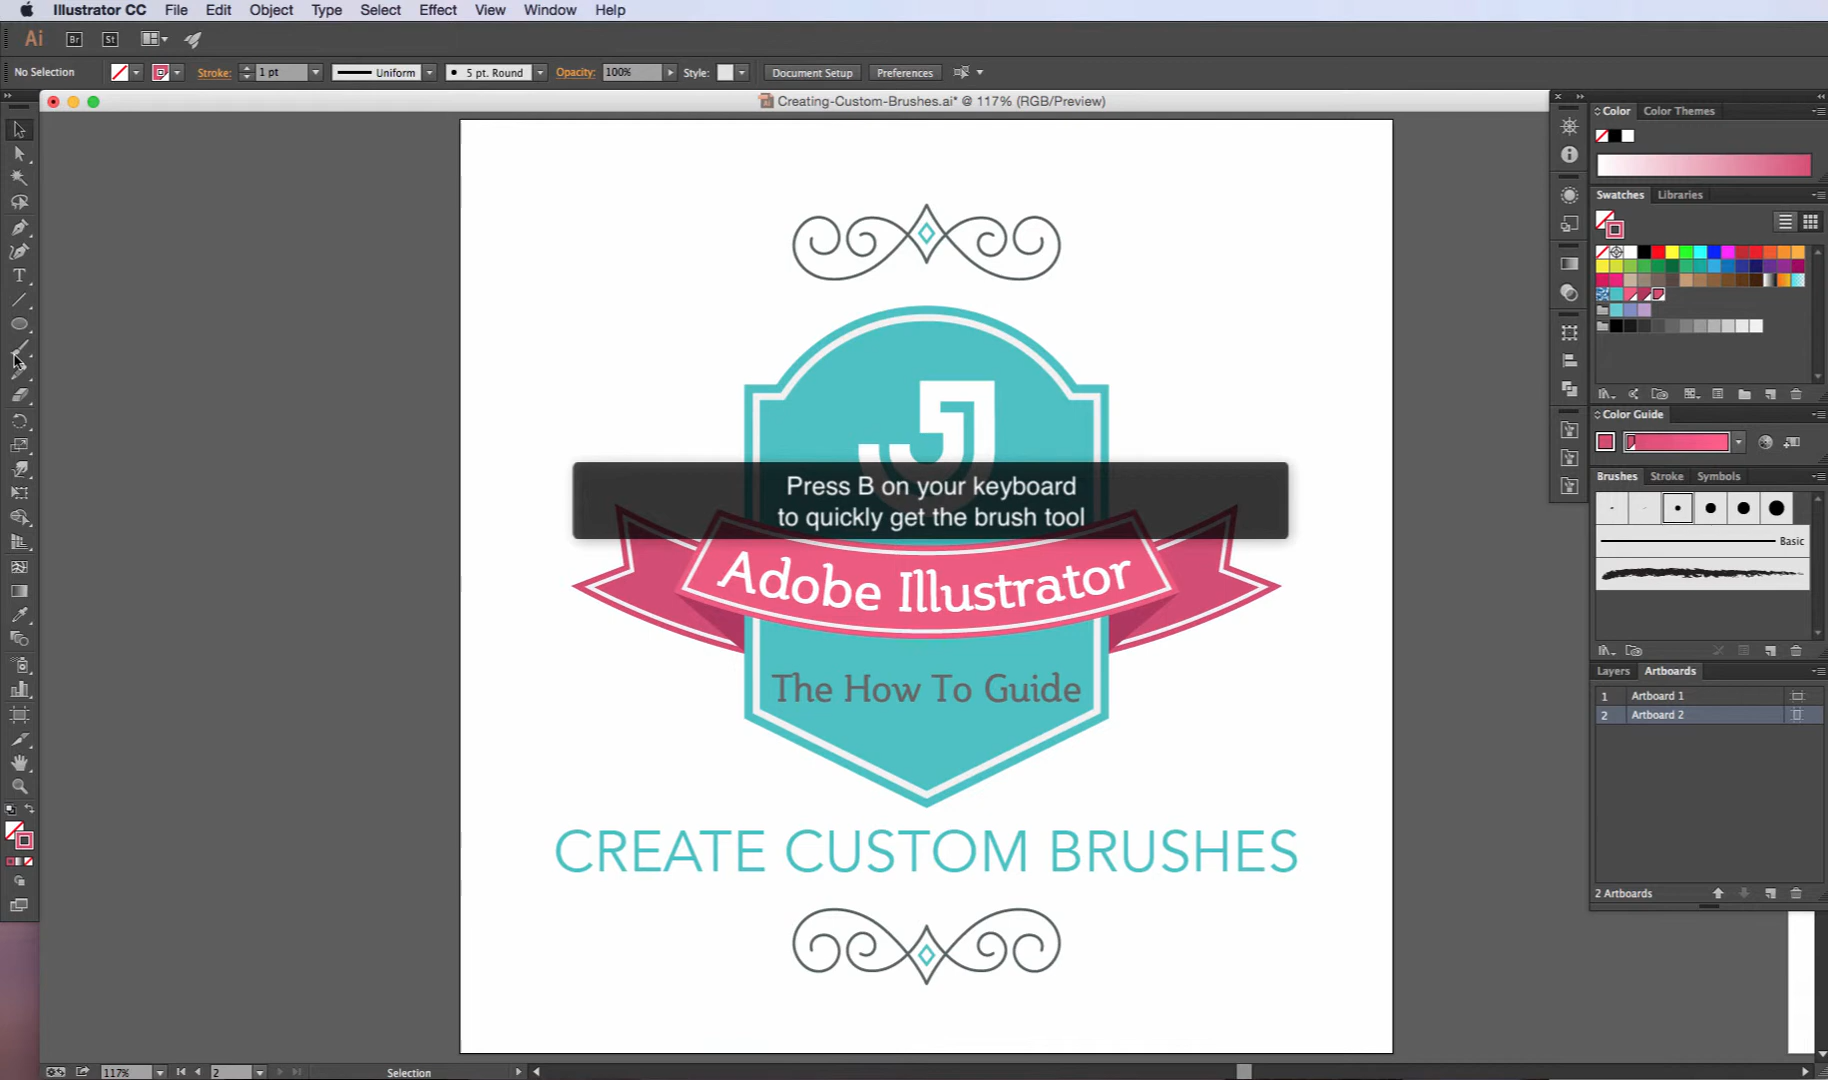 Illustrator CC File Edit Object Type Select Effect View Window Help
Ai Br St
No Selection Stroke: 1 pt Uniform 5 pt. Round Opacity: 100% Style: Document Setup Preferences
Creating-Custom-Brushes.ai* @ 117% (RGB/Preview)
Color Color Themes
Swatches Libraries
J
Color Guide
Press B on your keyboard
to quickly get the brush tool
Brushes Stroke Symbols
Basic
Adobe Illustrator
The How To Guide
Layers Artboards
1 Artboard 1
2 Artboard 2
CREATE CUSTOM BRUSHES
2 Artboards
117% 2 Selection